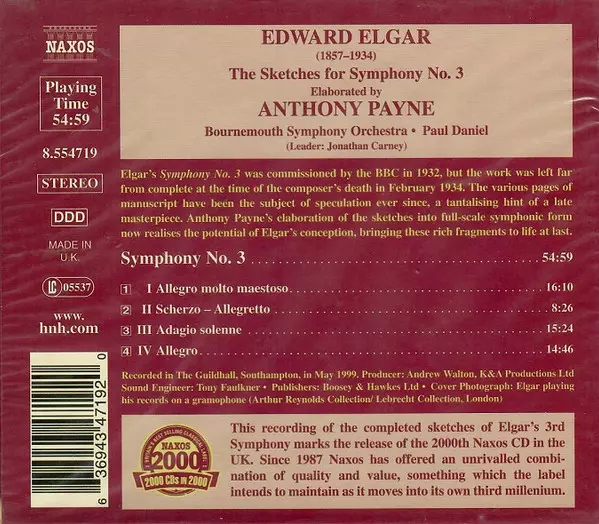 NAXOS
Playing
Time
54:59
8.554719
STEREO
DDD
MADE IN
U.K.
LC 05537
www.
hnh.com
6 36943 47192 0
EDWARD ELGAR
(1857–1934)
The Sketches for Symphony No. 3
Elaborated by
ANTHONY PAYNE
Bournemouth Symphony Orchestra • Paul Daniel
(Leader: Jonathan Carney)
Elgar's Symphony No. 3 was commissioned by the BBC in 1932, but the work was left far
from complete at the time of the composer's death in February 1934. The various pages of
manuscript have been the subject of speculation ever since, a tantalising hint of a late
masterpiece. Anthony Payne's elaboration of the sketches into full-scale symphonic form
now realises the potential of Elgar's conception, bringing these rich fragments to life at last.
Symphony No. 3 54:59
1 I Allegro molto maestoso 16:10
2 II Scherzo – Allegretto 8:26
3 III Adagio solenne 15:24
4 IV Allegro 14:46
Recorded in The Guildhall, Southampton, in May 1999. Producer: Andrew Walton, K&A Productions Ltd
Sound Engineer: Tony Faulkner • Publishers: Boosey & Hawkes Ltd • Cover Photograph: Elgar playing
his records on a gramophone (Arthur Reynolds Collection/ Lebrecht Collection, London)
BRITAIN'S BEST SELLING CLASSICAL LABEL
NAXOS
2000
2000 CDs IN 2000
This recording of the completed sketches of Elgar's 3rd
Symphony marks the release of the 2000th Naxos CD in the
UK. Since 1987 Naxos has offered an unrivalled combi-
nation of quality and value, something which the label
intends to maintain as it moves into its own third millenium.